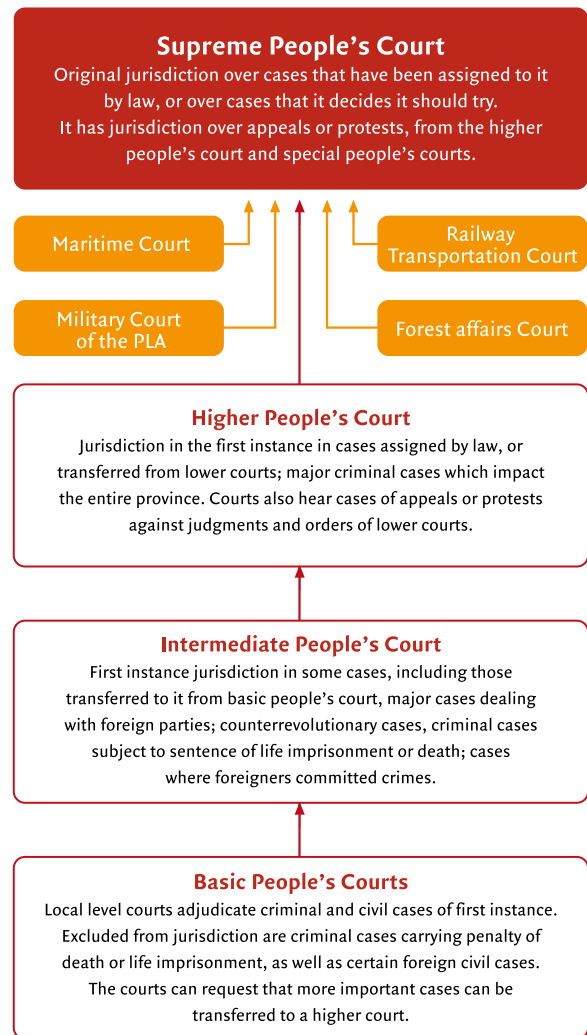 Supreme People's Court
Original jurisdiction over cases that have been assigned to it
by law, or over cases that it decides it should try.
It has jurisdiction over appeals or protests, from the higher
people's court and special people's courts.
Maritime Court
Railway
Transportation Court
Military Court
of the PLA
Forest affairs Court
Higher People's Court
Jurisdiction in the first instance in cases assigned by law, or
transferred from lower courts; major criminal cases which impact
the entire province. Courts also hear cases of appeals or protests
against judgments and orders of lower courts.
Intermediate People's Court
First instance jurisdiction in some cases, including those
transferred to it from basic people's court, major cases dealing
with foreign parties; counterrevolutionary cases, criminal cases
subject to sentence of life imprisonment or death; cases
where foreigners committed crimes.
Basic People's Courts
Local level courts adjudicate criminal and civil cases of first instance.
Excluded from jurisdiction are criminal cases carrying penalty of
death or life imprisonment, as well as certain foreign civil cases.
The courts can request that more important cases can be
transferred to a higher court.